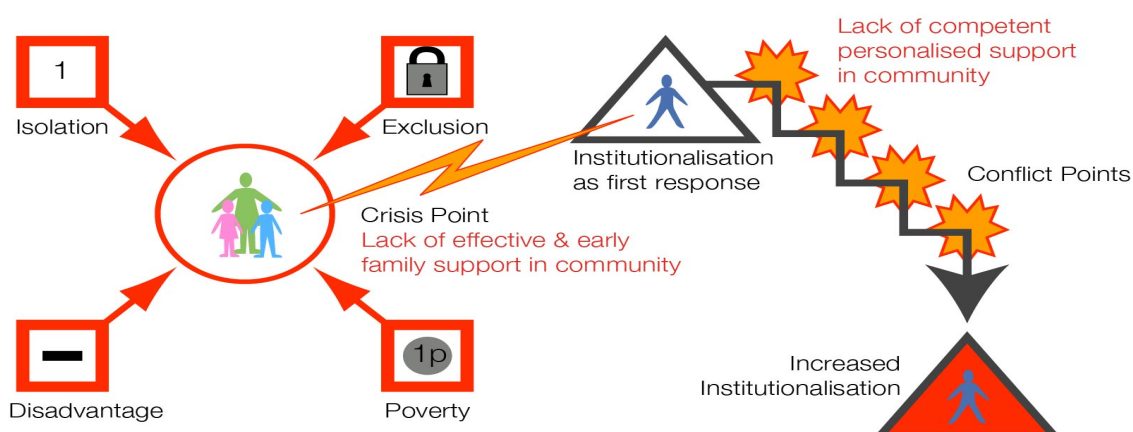 1
Isolation
Exclusion
Crisis Point
Lack of effective & early
family support in community
Disadvantage
1p
Poverty
Institutionalisation
as first response
Lack of competent
personalised support
in community
Conflict Points
Increased
Institutionalisation